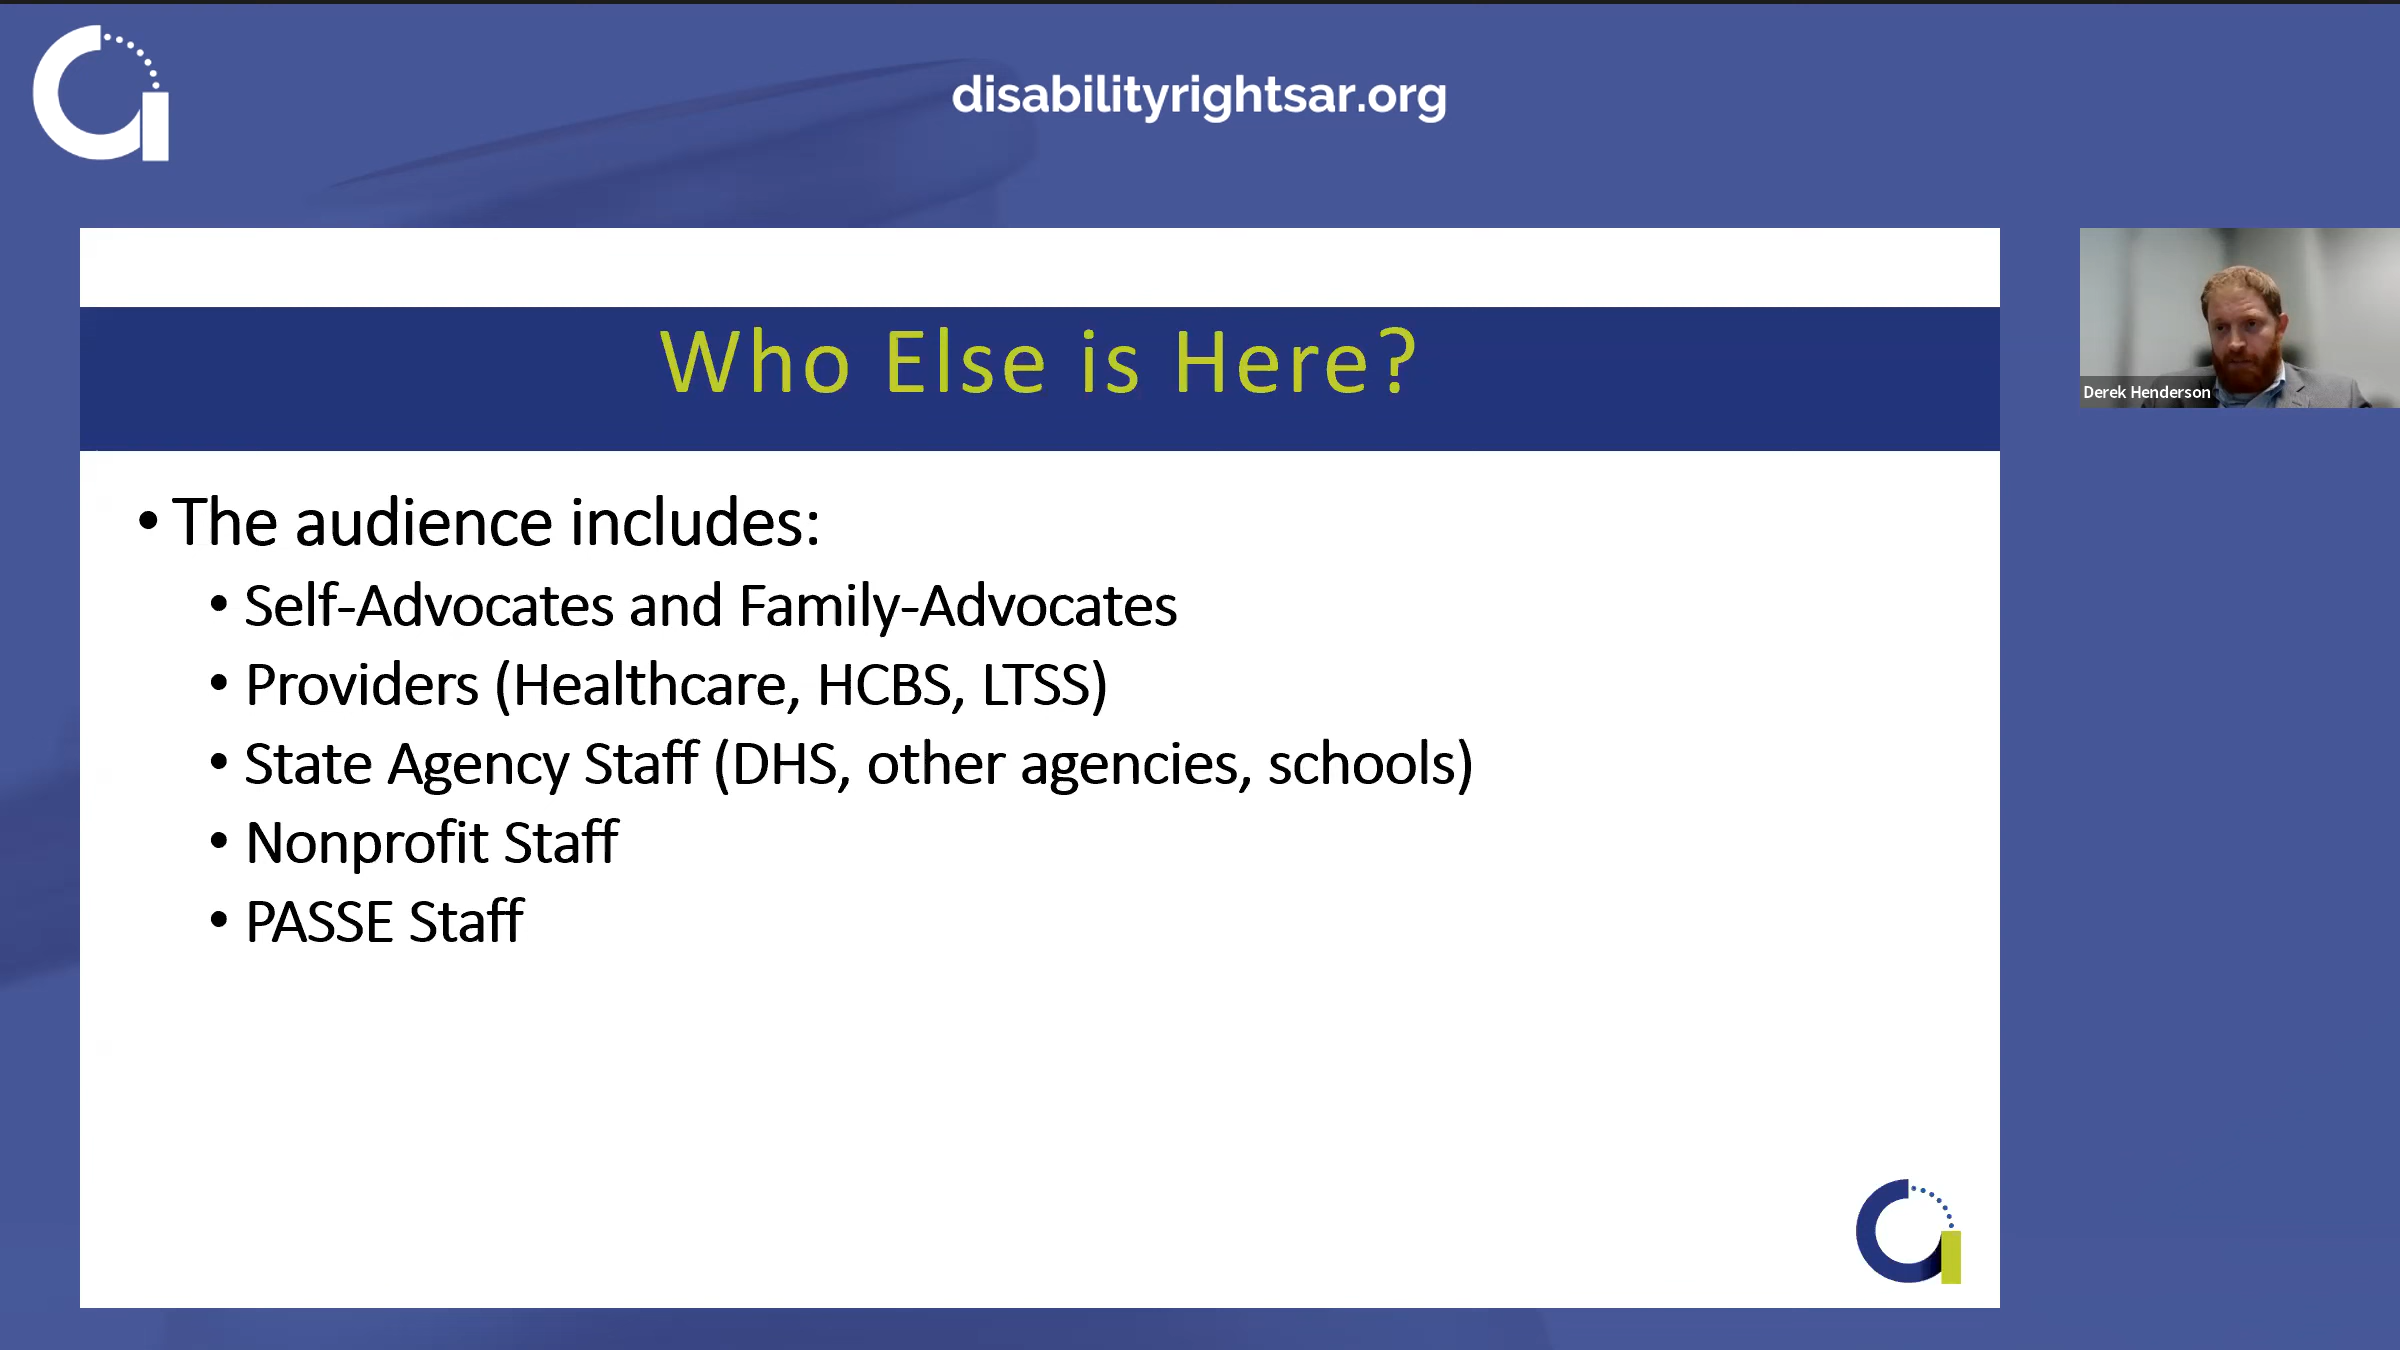 disabilityrightsar.org
Who Else is Here?
Derek Henderson
• The audience includes:
• Self-Advocates and Family-Advocates
• Providers (Healthcare, HCBS, LTSS)
• State Agency Staff (DHS, other agencies, schools)
• Nonprofit Staff
• PASSE Staff